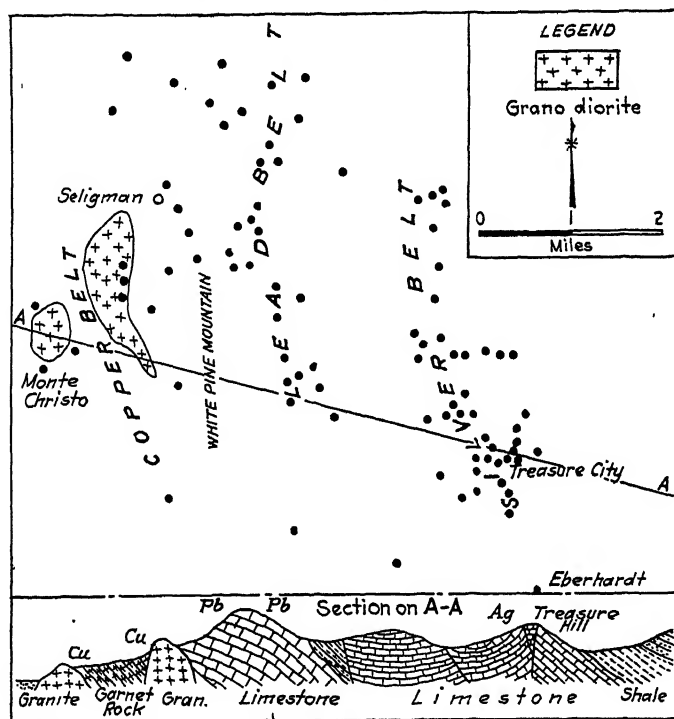 LEGEND
Grano diorite
0 2
Miles
LEAD BELT
Seligman
COPPER BELT
SILVER BELT
WHITE PINE MOUNTAIN
A
Monte
Christo
Treasure City
A
Eberhardt
Section on A-A
Pb Pb Ag Treasure
Hill
Cu Cu
Granite Garnet Gran. Limestone Limestone Shale
Rock